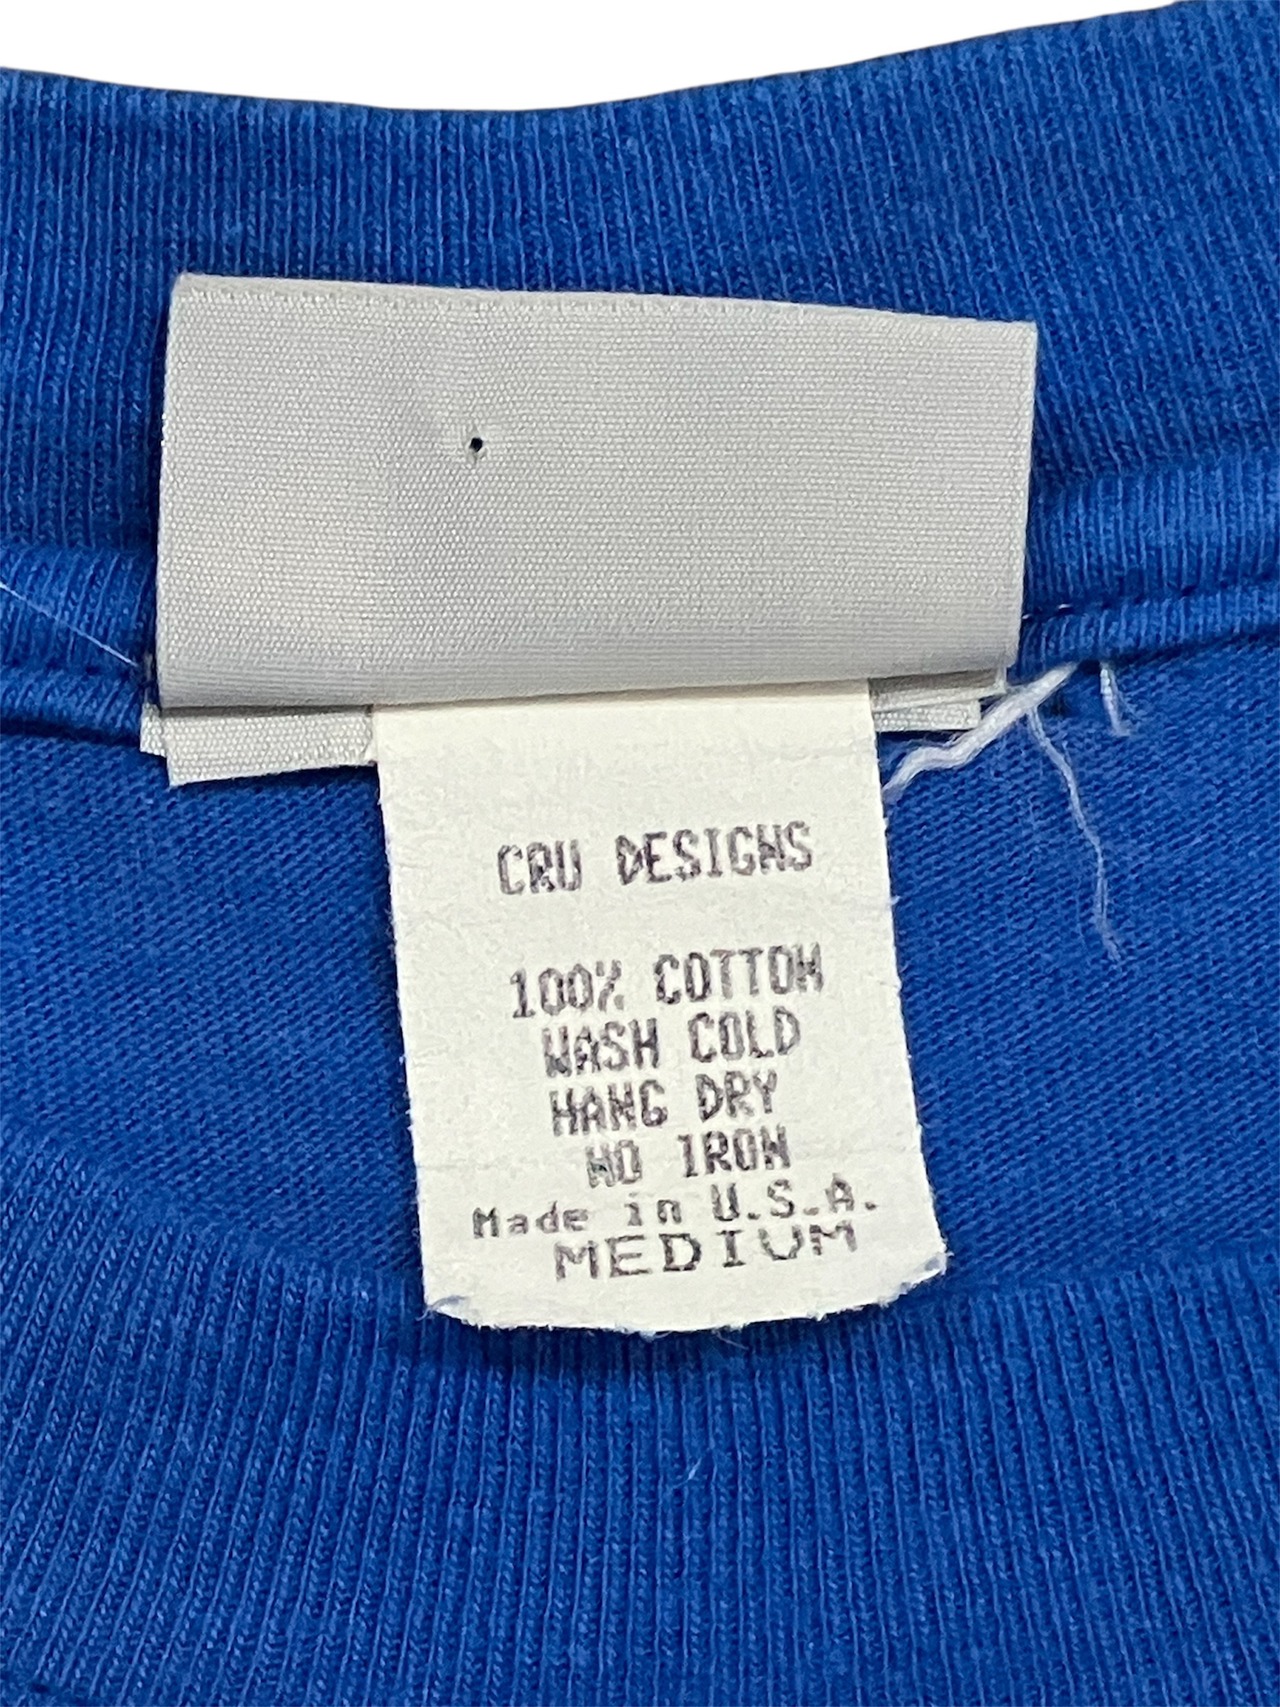 CRU DESIGNS
100% COTTON
WASH COLD
HANG DRY
NO IRON
Made in U.S.A.
MEDIUM